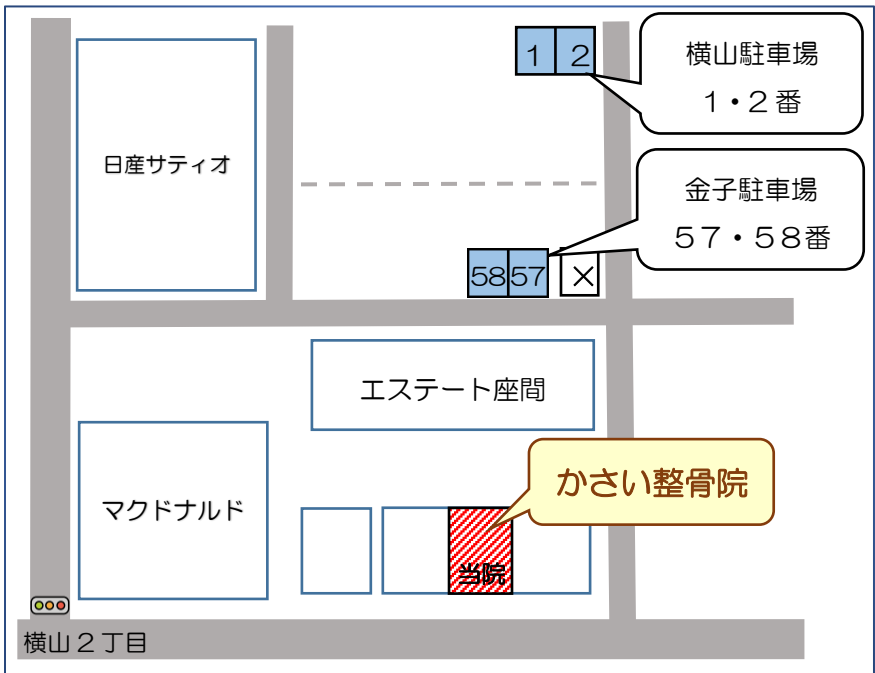 1 2
横山駐車場
1・2番
日産サティオ
金子駐車場
57・58番
58 57 ×
エステート座間
かさい整骨院
マクドナルド
当院
横山2丁目